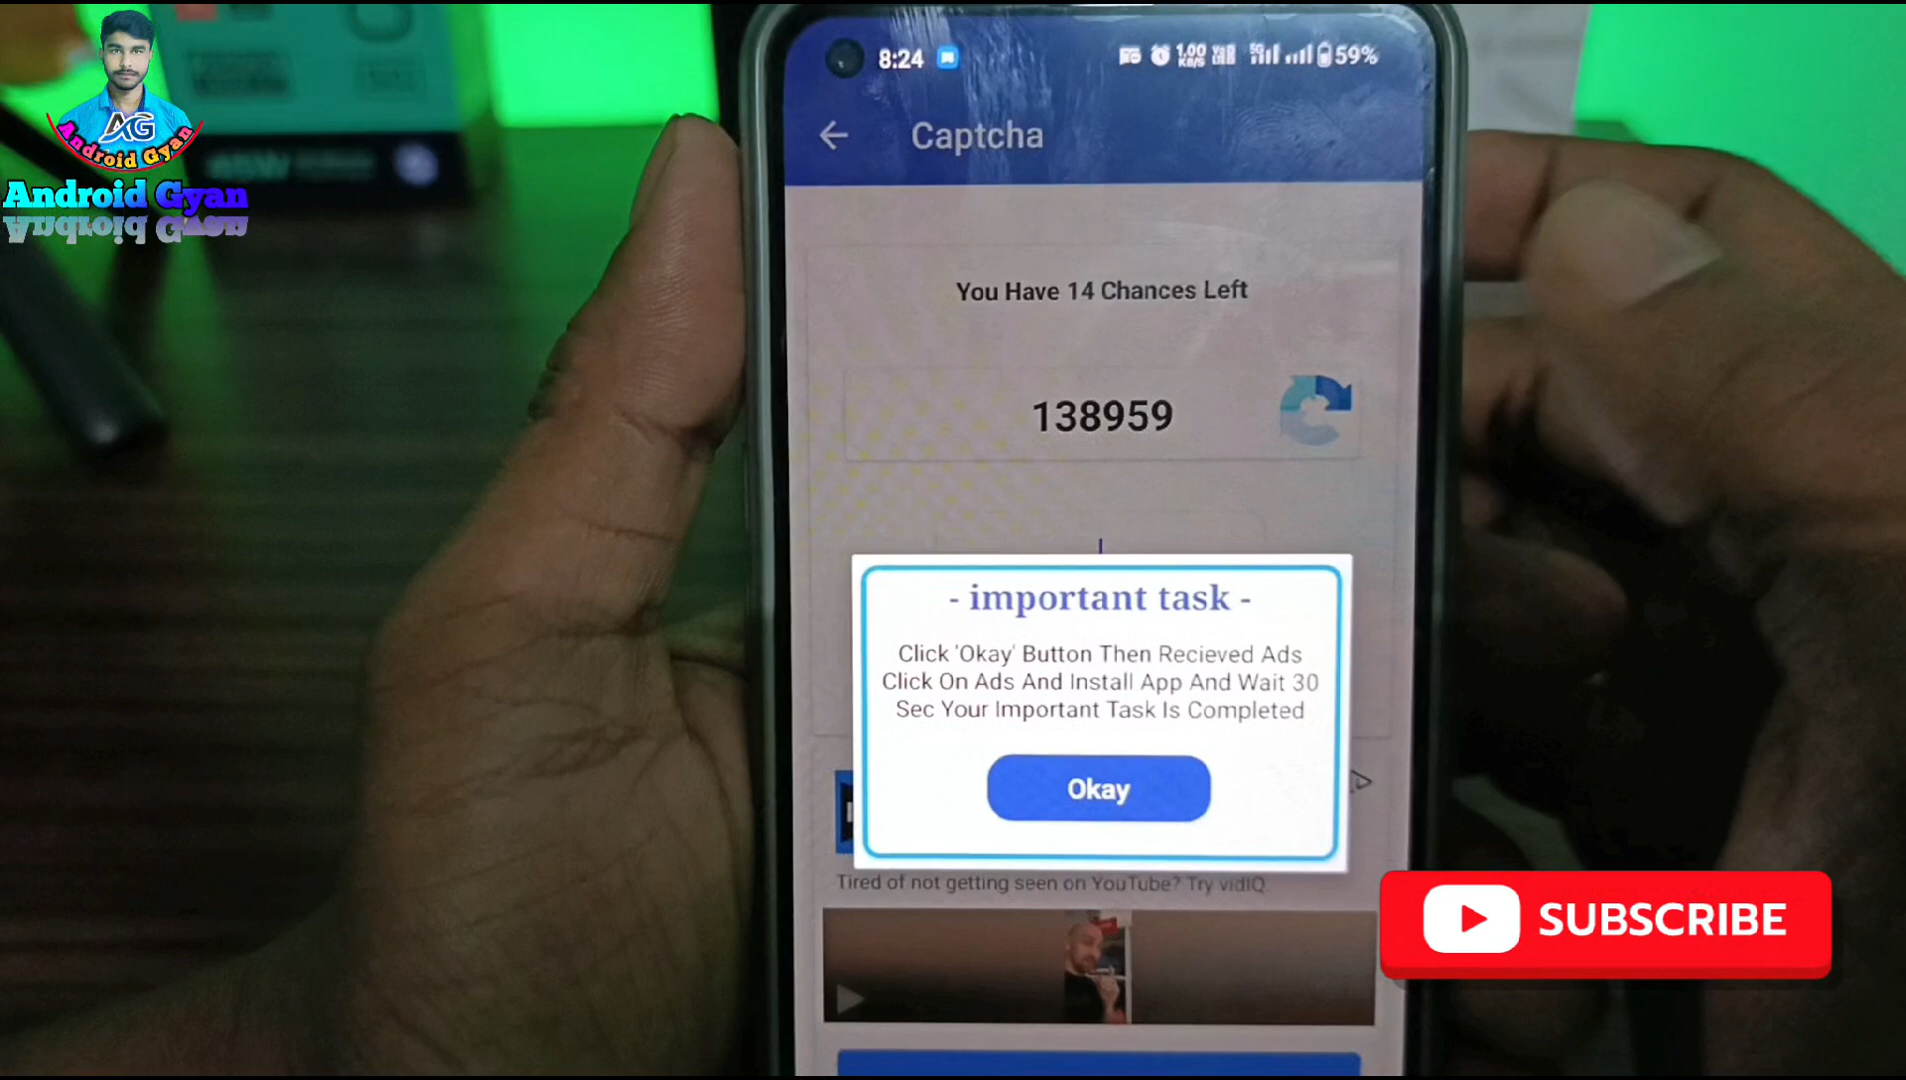 AG
Android Gyan
Android Gyan
8:24
1.00 KB/S
5G
59%
Captcha
You Have 14 Chances Left
138959
- important task -
Click 'Okay' Button Then Recieved Ads
Click On Ads And Install App And Wait 30
Sec Your Important Task Is Completed
Okay
Tired of not getting seen on YouTube? Try vidIQ.
SUBSCRIBE